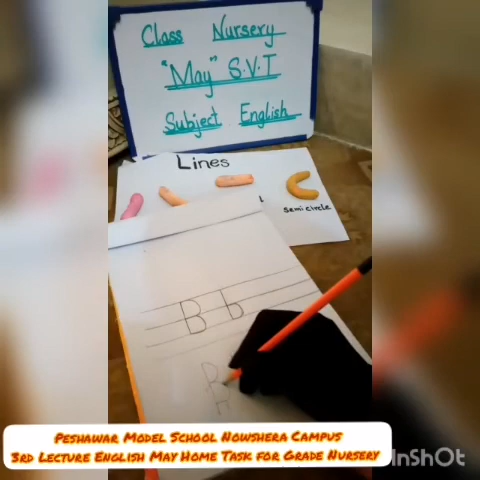 Class Nursery
"May" S.V.T
Subject English
Lines
semi circle
B b
B
PESHAWAR MODEL SCHOOL NOWSHERA CAMPUS
3RD LECTURE ENGLISH MAY HOME TASK FOR GRADE NURSERY
InShOt